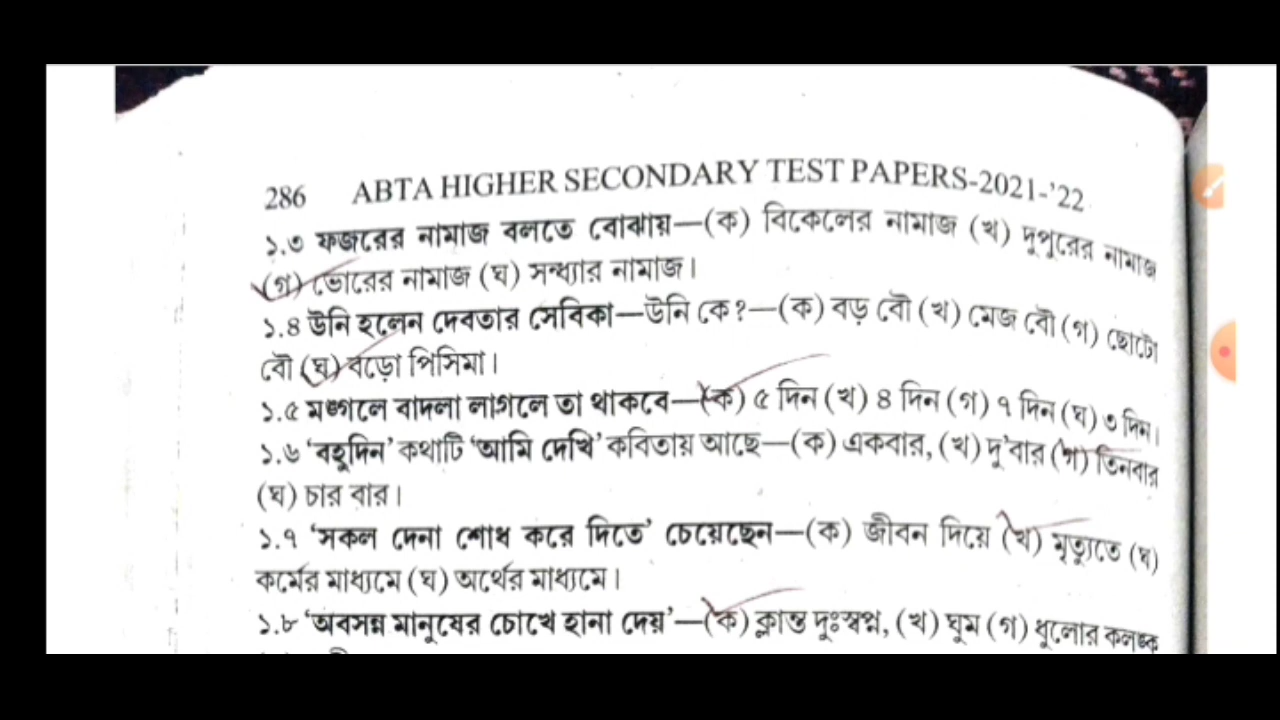 286 ABTA HIGHER SECONDARY TEST PAPERS-2021-'22
১.৩ ফজরের নামাজ বলতে বোঝায়—(ক) বিকেলের নামাজ (খ) দুপুরের নামাজ
(গ) ভোরের নামাজ (ঘ) সন্ধ্যার নামাজ।
১.৪ উনি হলেন দেবতার সেবিকা—উনি কে?—(ক) বড় বৌ (খ) মেজ বৌ (গ) ছোটো
বৌ (ঘ) বড়ো পিসিমা।
১.৫ মঙ্গলে বাদলা লাগলে তা থাকবে—(ক) ৫ দিন (খ) ৪ দিন (গ) ৭ দিন (ঘ) ৩ দিন।
১.৬ 'বহুদিন' কথাটি 'আমি দেখি' কবিতায় আছে—(ক) একবার, (খ) দু'বার (গ) তিনবার
(ঘ) চার বার।
১.৭ 'সকল দেনা শোধ করে দিতে' চেয়েছেন—(ক) জীবন দিয়ে (খ) মৃত্যুতে (ঘ)
কর্মের মাধ্যমে (ঘ) অর্থের মাধ্যমে।
১.৮ 'অবসন্ন মানুষের চোখে হানা দেয়'—(ক) ক্লান্ত দুঃস্বপ্ন, (খ) ঘুম (গ) ধুলোর কলঙ্ক